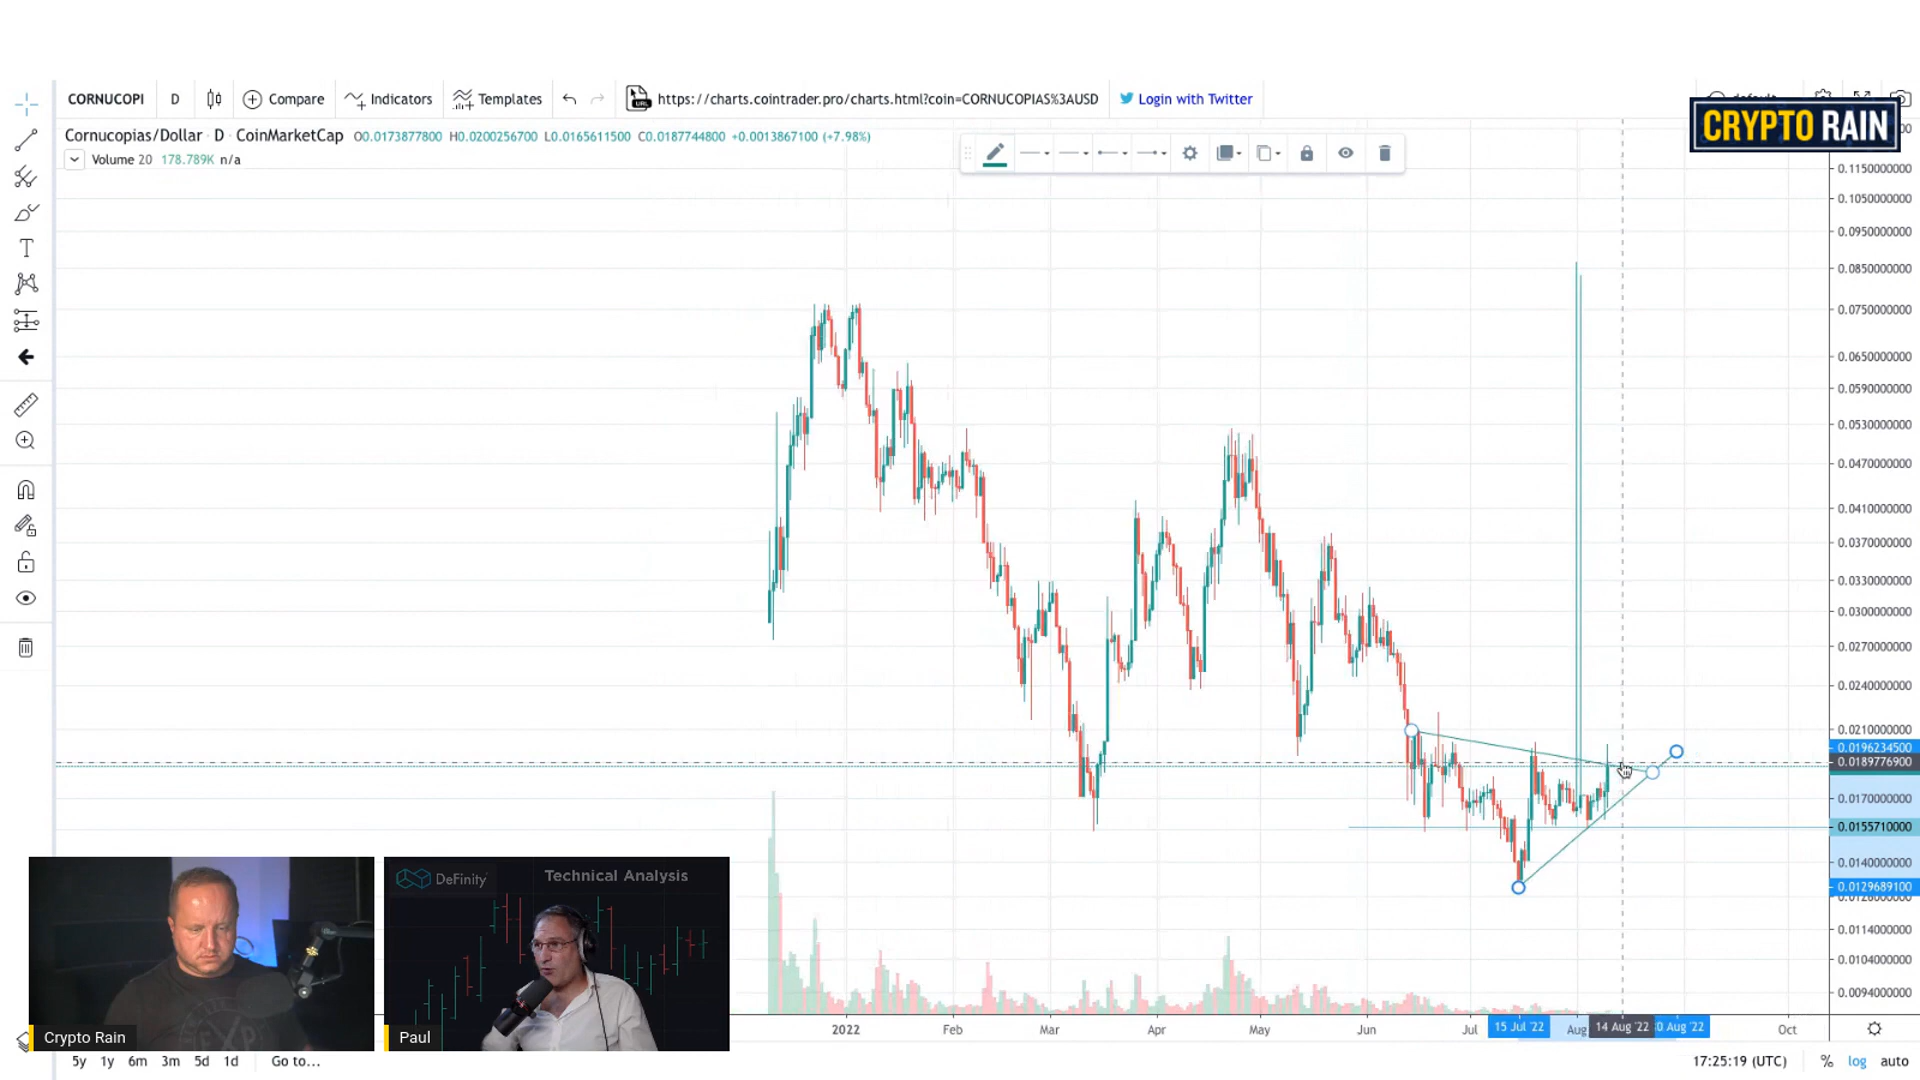 CORNUCOPI D Compare Indicators Templates https://charts.cointrader.pro/charts.html?coin=CORNUCOPIAS%3AUSD Login with Twitter
CRYPTO RAIN
Cornucopias/Dollar · D · CoinMarketCap O0.0173877800 H0.0200256700 L0.0165611500 C0.0187744800 +0.0013867100 (+7.98%)
Volume 20 178.789K n/a
0.1150000000
0.1050000000
0.0950000000
0.0850000000
0.0750000000
0.0650000000
0.0590000000
0.0530000000
0.0470000000
0.0410000000
0.0370000000
0.0330000000
0.0300000000
0.0270000000
0.0240000000
0.0210000000
0.0196234500
0.0189776900
0.0170000000
0.0155710000
0.0140000000
0.0129689100
0.0114000000
0.0104000000
0.0094000000
DeFinity Technical Analysis
Crypto Rain
Paul
2022 Feb Mar Apr May Jun Jul 15 Jul '22 Aug 14 Aug '22 0 Aug '22 Oct
5y 1y 6m 3m 5d 1d Go to... 17:25:19 (UTC) % log auto